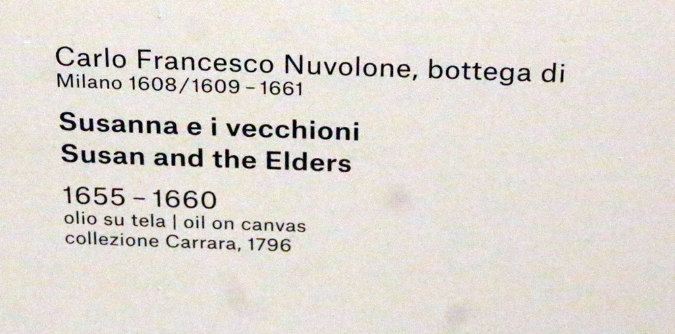 Carlo Francesco Nuvolone, bottega di
Milano 1608/1609 – 1661
Susanna e i vecchioni
Susan and the Elders
1655 – 1660
olio su tela | oil on canvas
collezione Carrara, 1796